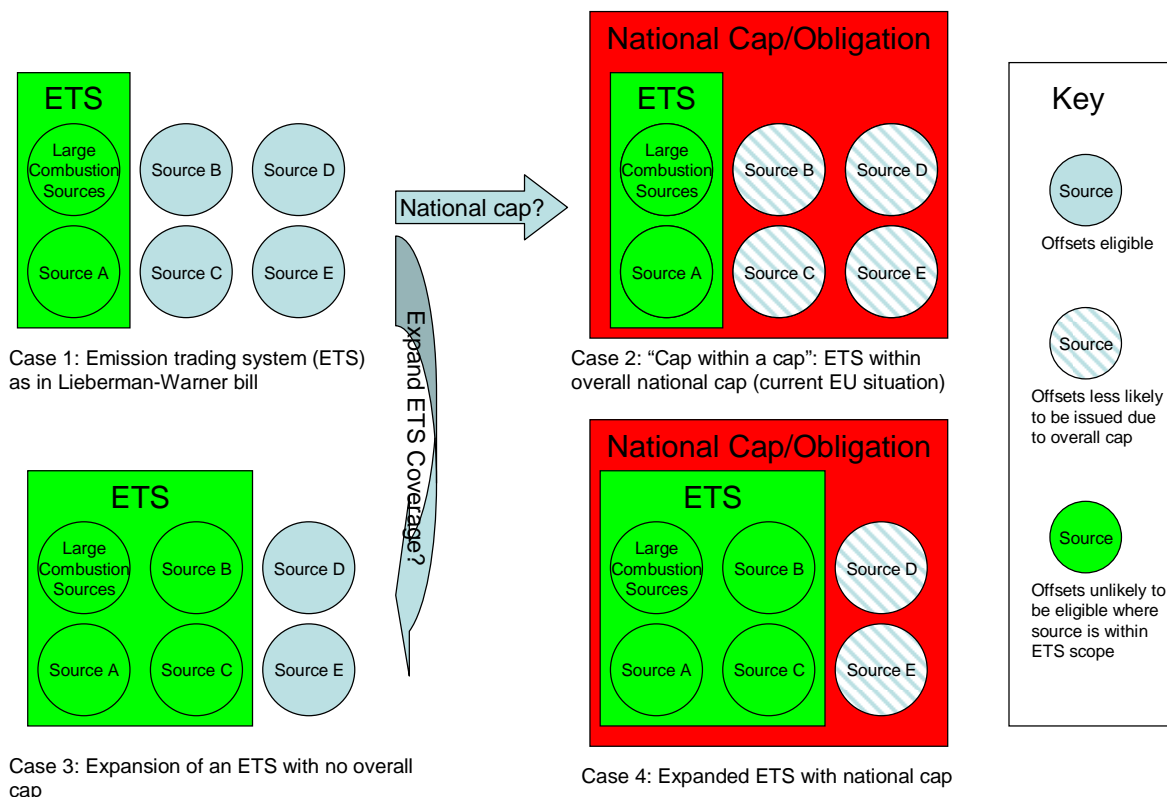 ETS
Large
Combustion
Sources
Source B
Source D
Source A
Source C
Source E
Case 1: Emission trading system (ETS)
as in Lieberman-Warner bill
National cap?
Expand ETS Coverage?
National Cap/Obligation
ETS
Large
Combustion
Sources
Source B
Source D
Source A
Source C
Source E
Case 2: “Cap within a cap”: ETS within
overall national cap (current EU situation)
ETS
Large
Combustion
Sources
Source B
Source D
Source A
Source C
Source E
Case 3: Expansion of an ETS with no overall
cap
National Cap/Obligation
ETS
Large
Combustion
Sources
Source B
Source D
Source A
Source C
Source E
Case 4: Expanded ETS with national cap
Key
Source
Offsets eligible
Source
Offsets less likely
to be issued due
to overall cap
Source
Offsets unlikely to
be eligible where
source is within
ETS scope